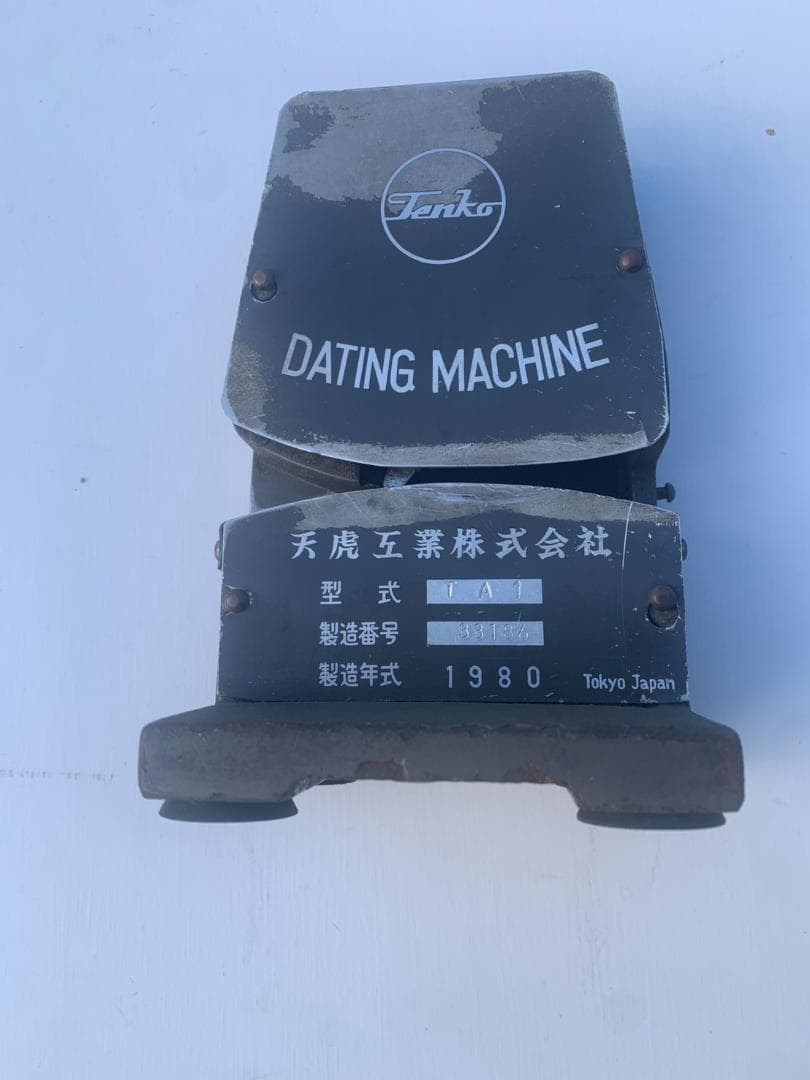 Tenko
DATING MACHINE
天虎工業株式会社
型式 TA1
製造番号 33186
製造年式 1980
Tokyo Japan